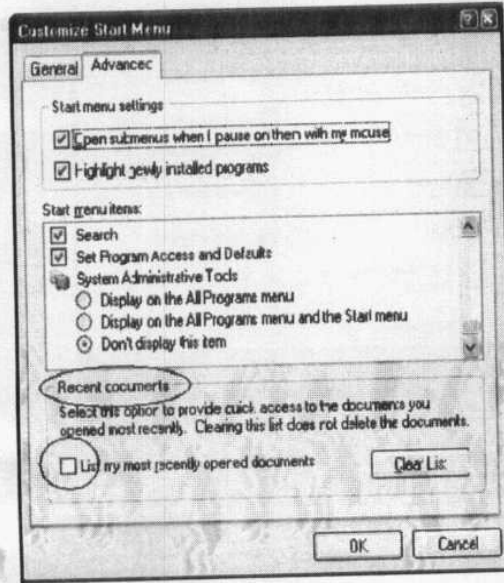 Customize Start Menu
General Advanced
Start menu settings
Open submenus when I pause on them with my mouse
Highlight newly installed programs
Start menu items:
Search
Set Program Access and Defaults
System Administrative Tools
Display on the All Programs menu
Display on the All Programs menu and the Start menu
Don't display this item
Recent documents
Select this option to provide quick access to the documents you
opened most recently. Clearing this list does not delete the documents.
List my most recently opened documents Clear List
OK Cancel